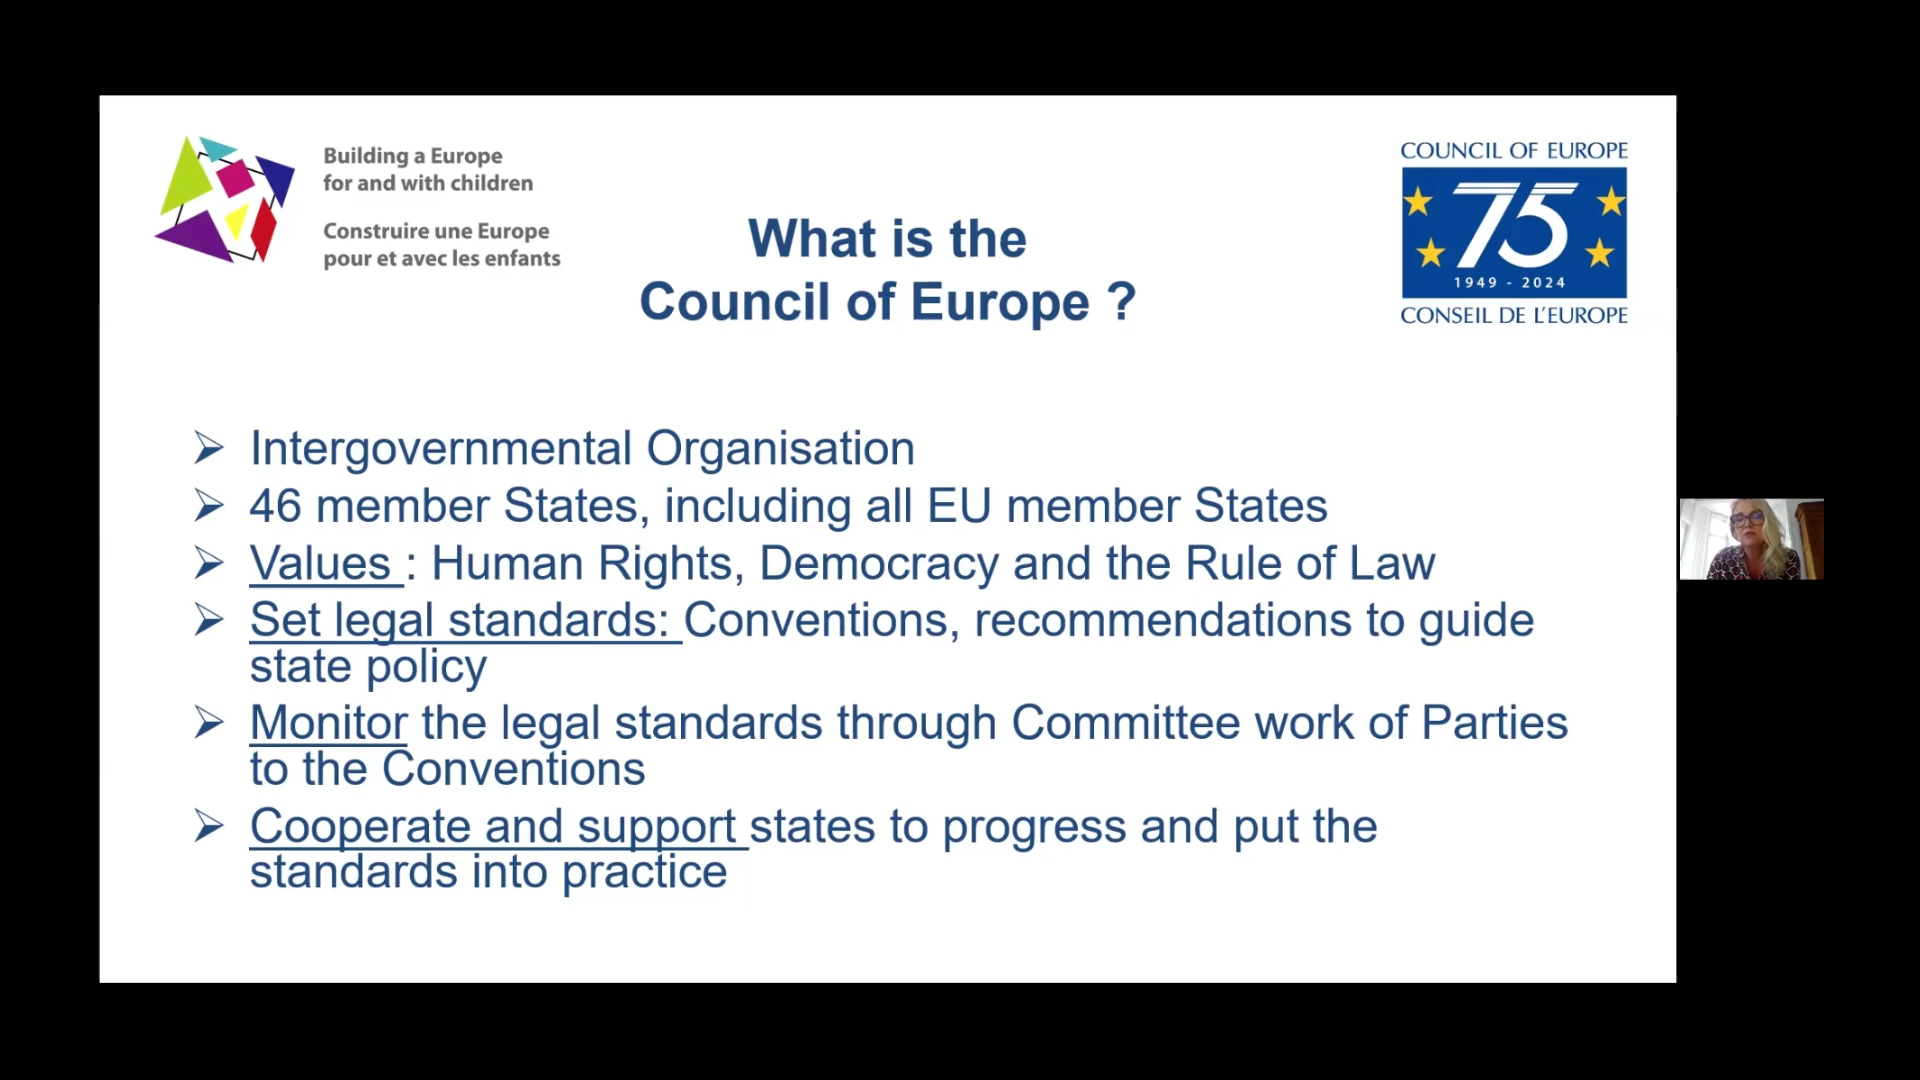 Building a Europe
for and with children
Construire une Europe
pour et avec les enfants
What is the
Council of Europe ?
COUNCIL OF EUROPE
75
1949 - 2024
CONSEIL DE L'EUROPE
➢ Intergovernmental Organisation
➢ 46 member States, including all EU member States
➢ Values : Human Rights, Democracy and the Rule of Law
➢ Set legal standards: Conventions, recommendations to guide
state policy
➢ Monitor the legal standards through Committee work of Parties
to the Conventions
➢ Cooperate and support states to progress and put the
standards into practice